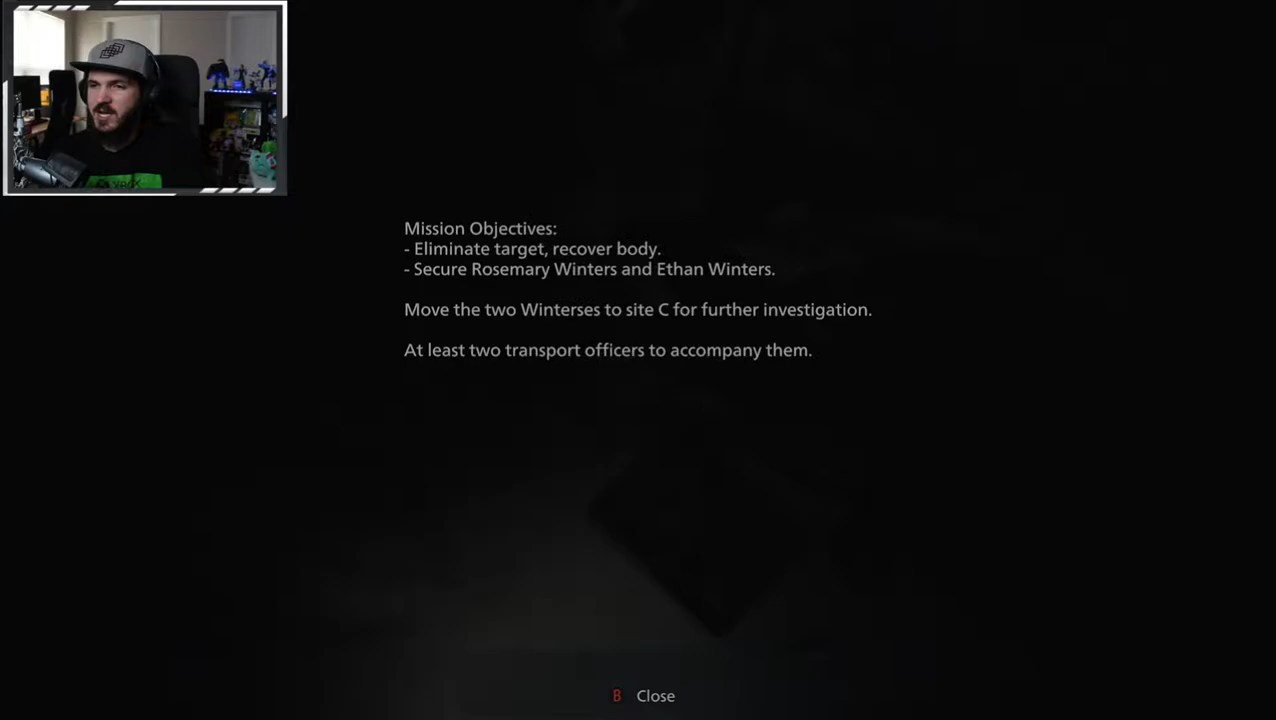 Mission Objectives:
- Eliminate target, recover body.
- Secure Rosemary Winters and Ethan Winters.
Move the two Winterses to site C for further investigation.
At least two transport officers to accompany them.
B Close